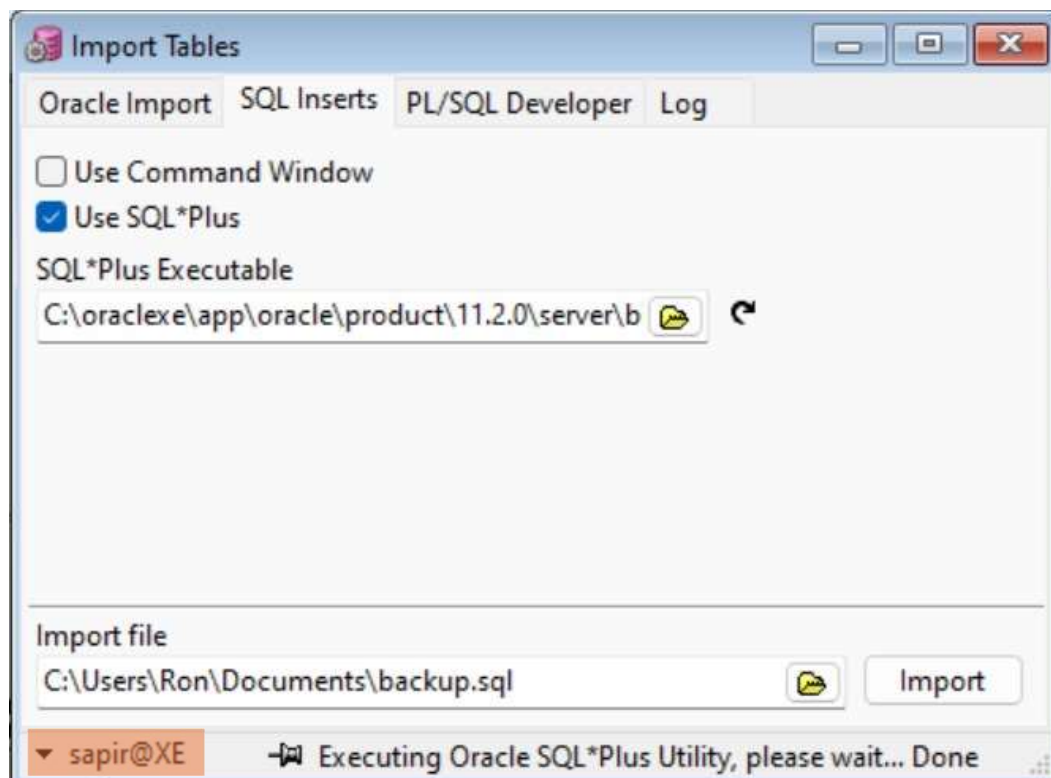 Import Tables
Oracle Import SQL Inserts PL/SQL Developer Log
Use Command Window
Use SQL*Plus
SQL*Plus Executable
C:\oraclexe\app\oracle\product\11.2.0\server\b
Import file
C:\Users\Ron\Documents\backup.sql Import
sapir@XE Executing Oracle SQL*Plus Utility, please wait... Done